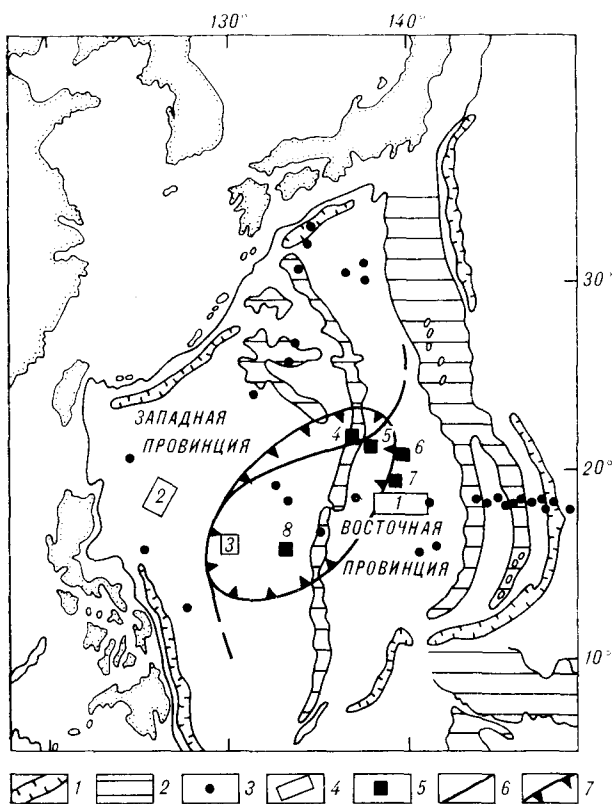 130° 140°
30°
ЗАПАДНАЯ
ПРОВИНЦИЯ
4 5 6
20°
7
2 1
3 8 ВОСТОЧНАЯ
ПРОВИНЦИЯ
10°
1 2 3 4 5 6 7